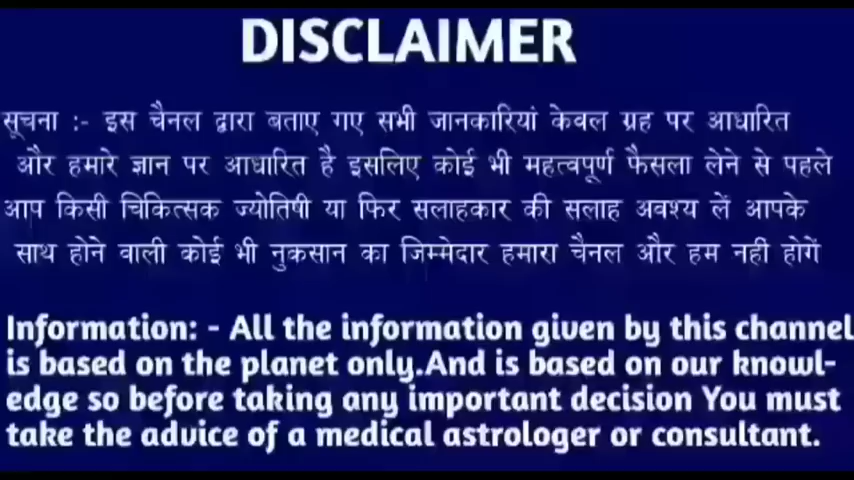 DISCLAIMER
सूचना :- इस चैनल द्वारा बताए गए सभी जानकारियां केवल ग्रह पर आधारित
और हमारे ज्ञान पर आधारित है इसलिए कोई भी महत्वपूर्ण फैसला लेने से पहले
आप किसी चिकित्सक ज्योतिषी या फिर सलाहकार की सलाह अवश्य लें आपके
साथ होने वाली कोई भी नुकसान का जिम्मेदार हमारा चैनल और हम नही होगें
Information: - All the information given by this channel
is based on the planet only.And is based on our knowl-
edge so before taking any important decision You must
take the advice of a medical astrologer or consultant.